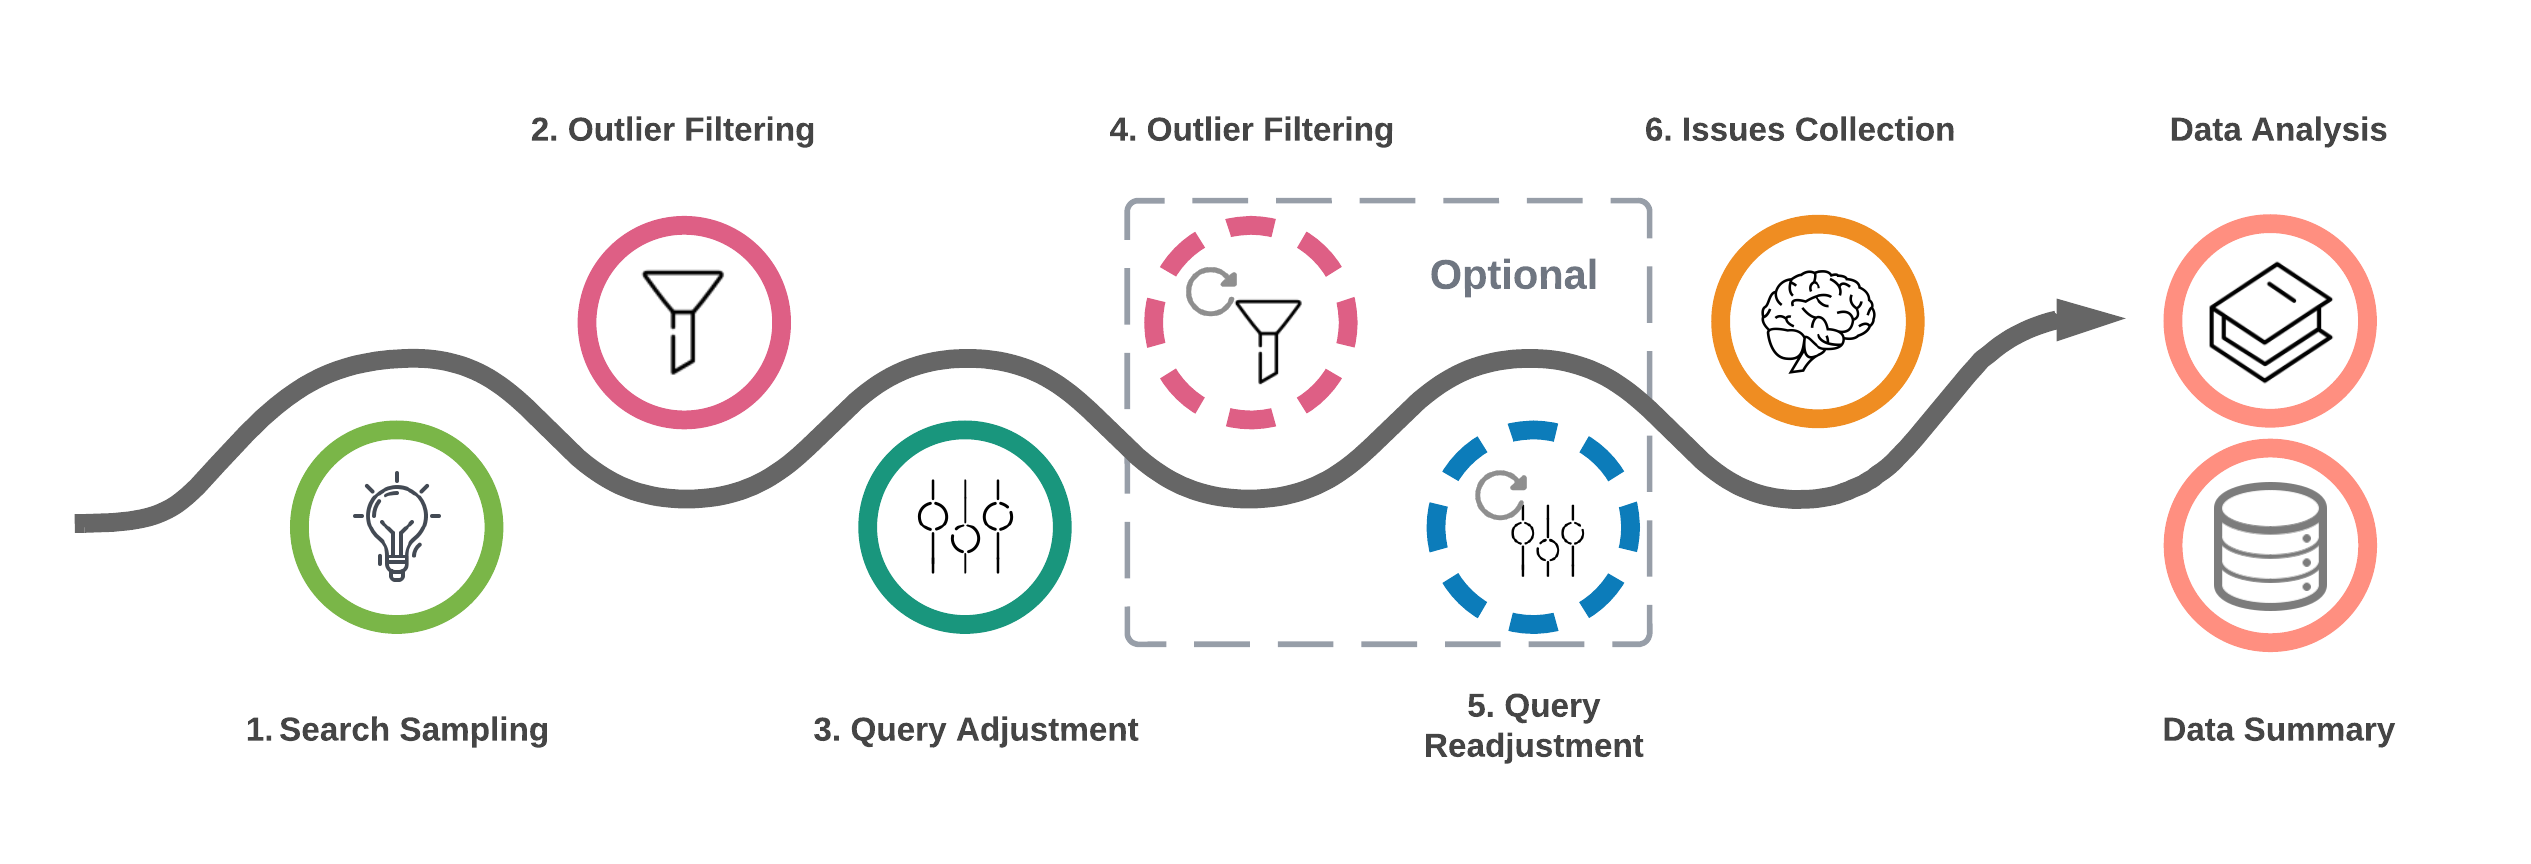 2. Outlier Filtering
4. Outlier Filtering
6. Issues Collection
Data Analysis
Optional
1. Search Sampling
3. Query Adjustment
5. Query
Readjustment
Data Summary